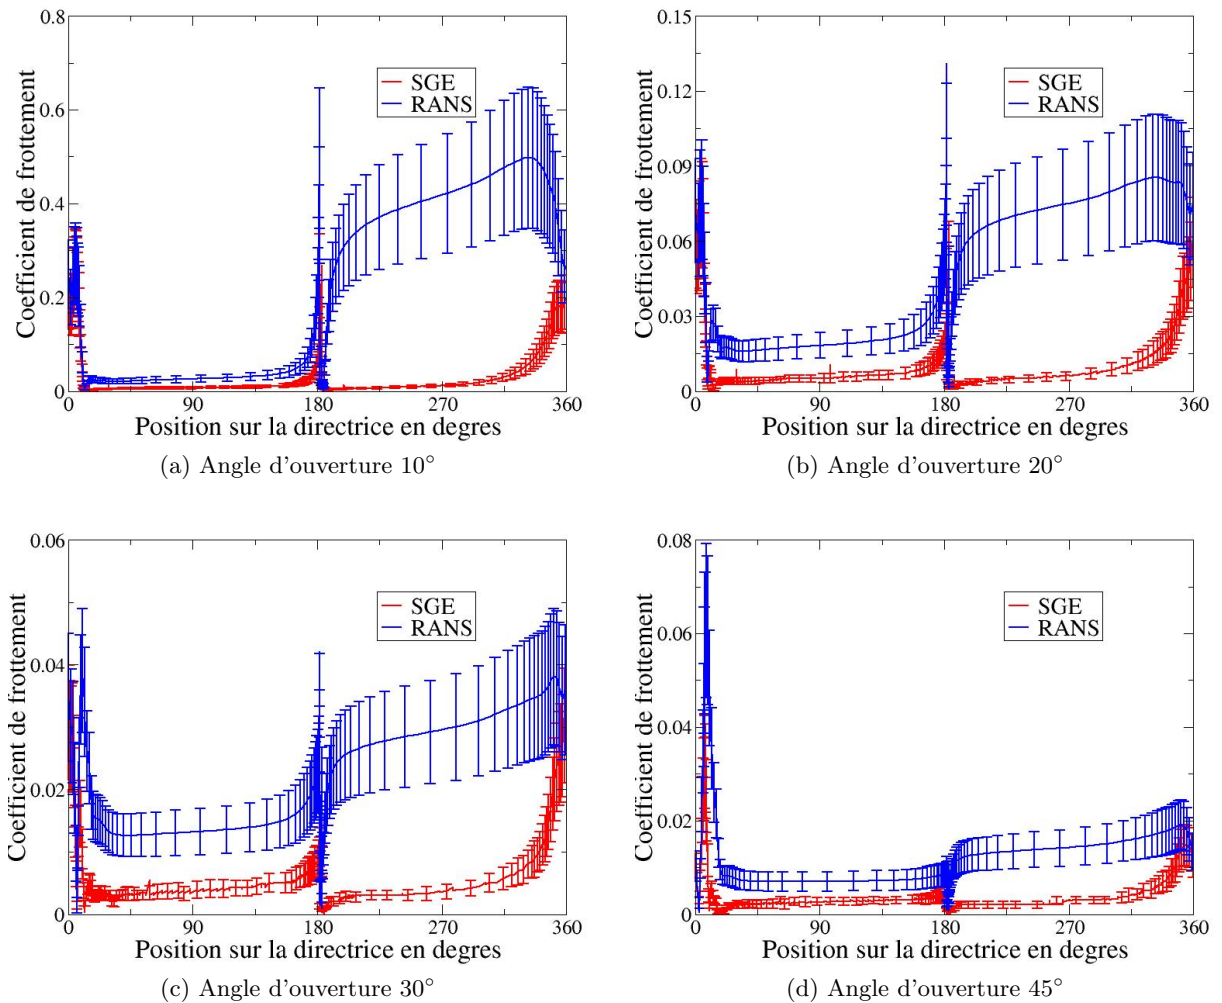 0.8
0.6
0.4
0.2
0
Coefficient de frottement
SGE
RANS
0 90 180 270 360
Position sur la directrice en degres
(a) Angle d'ouverture 10°
0.15
0.12
0.09
0.06
0.03
0
Coefficient de frottement
SGE
RANS
0 90 180 270 360
Position sur la directrice en degres
(b) Angle d'ouverture 20°
0.06
0.04
0.02
0
Coefficient de frottement
SGE
RANS
0 90 180 270 360
Position sur la directrice en degres
(c) Angle d'ouverture 30°
0.08
0.06
0.04
0.02
0
Coefficient de frottement
SGE
RANS
0 90 180 270 360
Position sur la directrice en degres
(d) Angle d'ouverture 45°